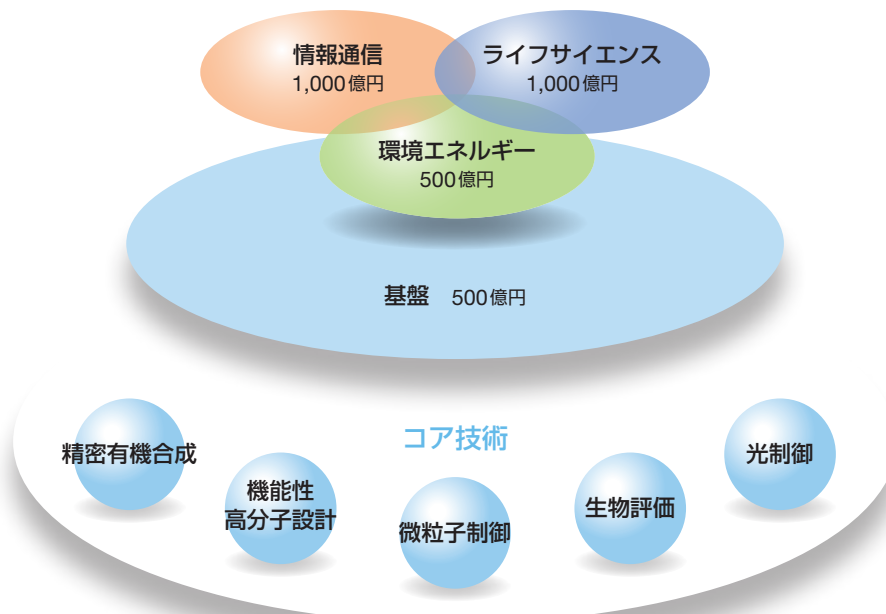 情報通信
1,000億円
ライフサイエンス
1,000億円
環境エネルギー
500億円
基盤 500億円
コア技術
精密有機合成
機能性
高分子設計
微粒子制御
生物評価
光制御